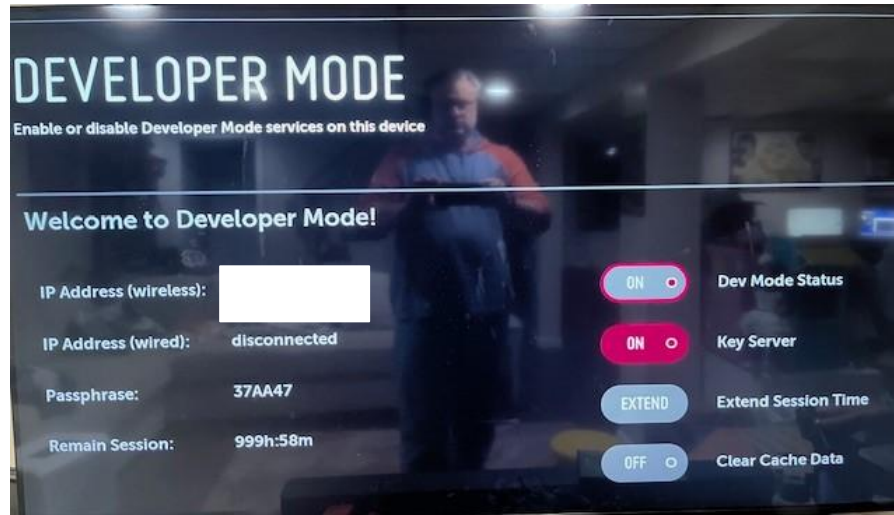 DEVELOPER MODE
Enable or disable Developer Mode services on this device
Welcome to Developer Mode!
IP Address (wireless):
IP Address (wired): disconnected
Passphrase: 37AA47
Remain Session: 999h:58m
ON Dev Mode Status
ON Key Server
EXTEND Extend Session Time
OFF Clear Cache Data